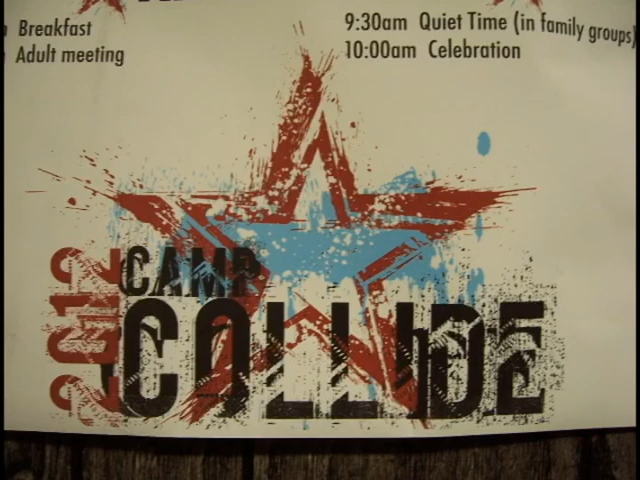 Breakfast
Adult meeting
9:30am Quiet Time (in family groups)
10:00am Celebration
2012
CAMP
COLLIDE